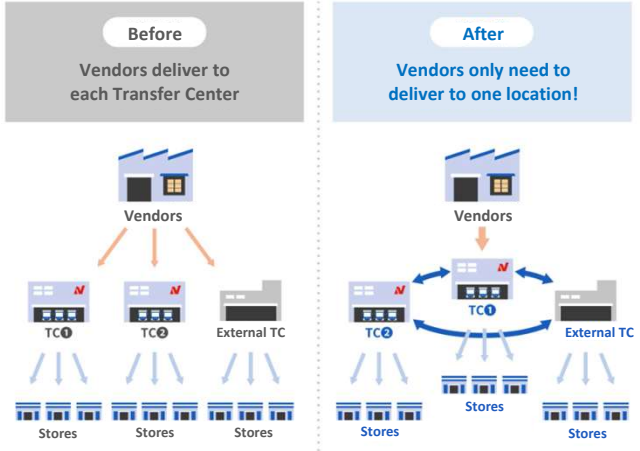 Before
Vendors deliver to
each Transfer Center
Vendors
TC❶
TC❷
External TC
Stores
Stores
Stores
After
Vendors only need to
deliver to one location!
Vendors
TC❶
TC❷
External TC
Stores
Stores
Stores